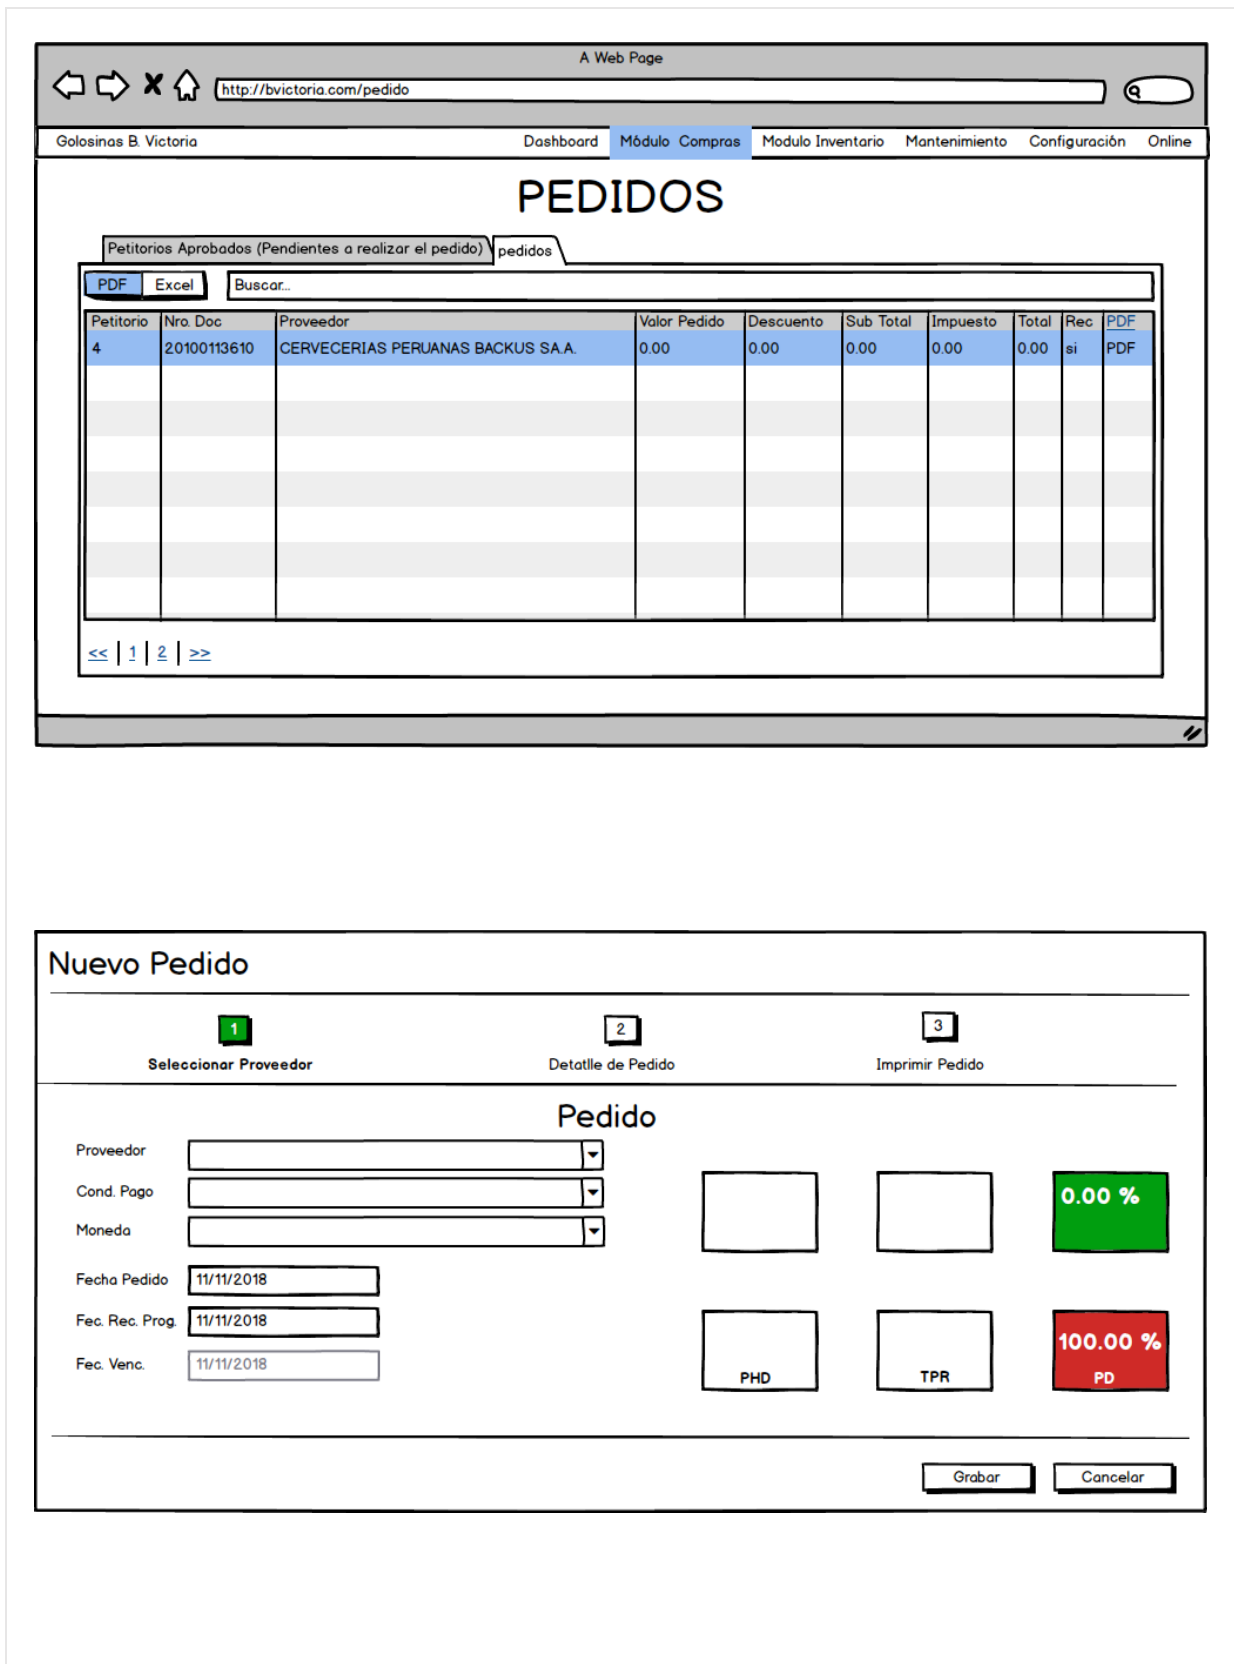 A Web Page
http://bvictoria.com/pedido
Golosinas B. Victoria Dashboard Módulo Compras Modulo Inventario Mantenimiento Configuración Online
PEDIDOS
Petitorios Aprobados (Pendientes a realizar el pedido) pedidos
PDF Excel Buscar...
Petitorio Nro. Doc Proveedor Valor Pedido Descuento Sub Total Impuesto Total Rec PDF
4 20100113610 CERVECERIAS PERUANAS BACKUS S.A.A. 0.00 0.00 0.00 0.00 0.00 si PDF
<< 1 2 >>
Nuevo Pedido
1 2 3
Seleccionar Proveedor Detatlle de Pedido Imprimir Pedido
Pedido
Proveedor
Cond. Pago 0.00 %
Moneda
Fecha Pedido 11/11/2018
Fec. Rec. Prog. 11/11/2018
100.00 %
Fec. Venc. 11/11/2018
PHD TPR PD
Grabar Cancelar